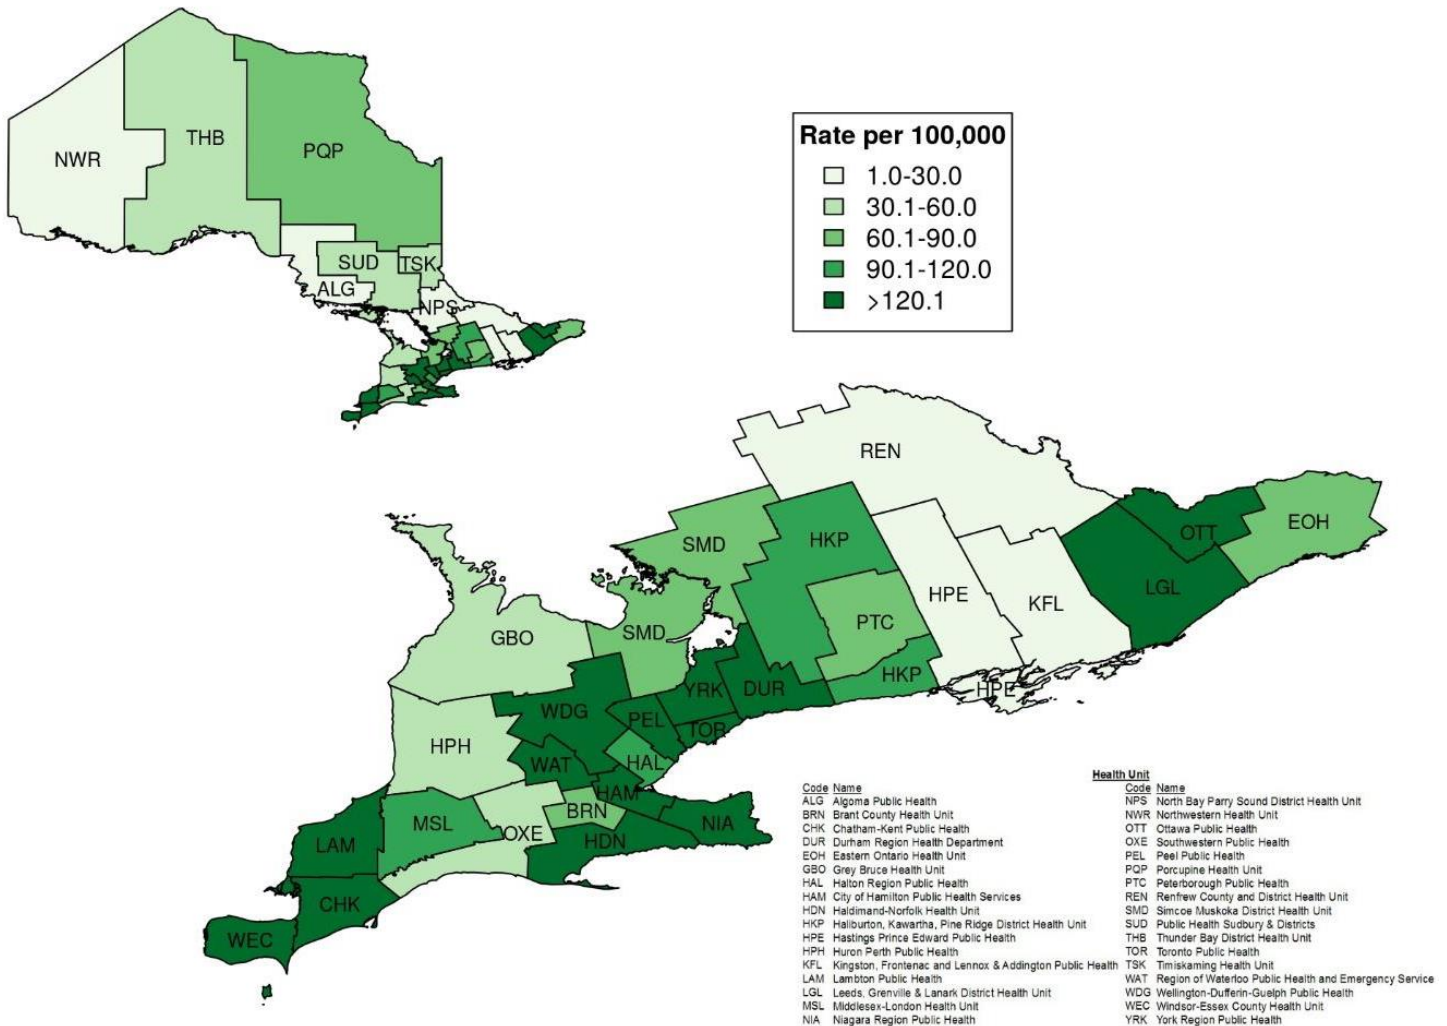 NWR
THB
PQP
SUD
TSK
ALG
NPS
Rate per 100,000
1.0-30.0
30.1-60.0
60.1-90.0
90.1-120.0
>120.1
REN
OTT
EOH
SMD
HKP
LGL
HPE
KFL
PTC
GBO
SMD
HKP
HPE
YRK
DUR
WDG
PEL
TOR
HPH
WAT
HAL
HAM
BRN
MSL
OXE
NIA
LAM
HDN
CHK
WEC
Health Unit
Code Name
ALG Algoma Public Health
BRN Brant County Health Unit
CHK Chatham-Kent Public Health
DUR Durham Region Health Department
EOH Eastern Ontario Health Unit
GBO Grey Bruce Health Unit
HAL Halton Region Public Health
HAM City of Hamilton Public Health Services
HDN Haldimand-Norfolk Health Unit
HKP Haliburton, Kawartha, Pine Ridge District Health Unit
HPE Hastings Prince Edward Public Health
HPH Huron Perth Public Health
KFL Kingston, Frontenac and Lennox & Addington Public Health
LAM Lambton Public Health
LGL Leeds, Grenville & Lanark District Health Unit
MSL Middlesex-London Health Unit
NIA Niagara Region Public Health
Code Name
NPS North Bay Parry Sound District Health Unit
NWR Northwestern Health Unit
OTT Ottawa Public Health
OXE Southwestern Public Health
PEL Peel Public Health
PQP Porcupine Health Unit
PTC Peterborough Public Health
REN Renfrew County and District Health Unit
SMD Simcoe Muskoka District Health Unit
SUD Public Health Sudbury & Districts
THB Thunder Bay District Health Unit
TOR Toronto Public Health
TSK Timiskaming Health Unit
WAT Region of Waterloo Public Health and Emergency Service
WDG Wellington-Dufferin-Guelph Public Health
WEC Windsor-Essex County Health Unit
YRK York Region Public Health